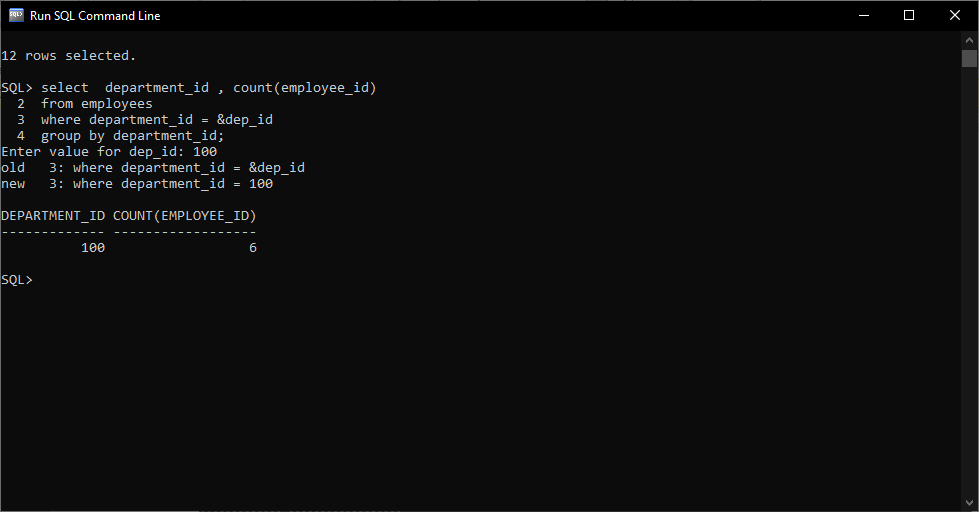 Run SQL Command Line
12 rows selected.
SQL> select  department_id , count(employee_id)
  2  from employees
  3  where department_id = &dep_id
  4  group by department_id;
Enter value for dep_id: 100
old   3: where department_id = &dep_id
new   3: where department_id = 100
DEPARTMENT_ID COUNT(EMPLOYEE_ID)
------------- ------------------
          100                  6
SQL>